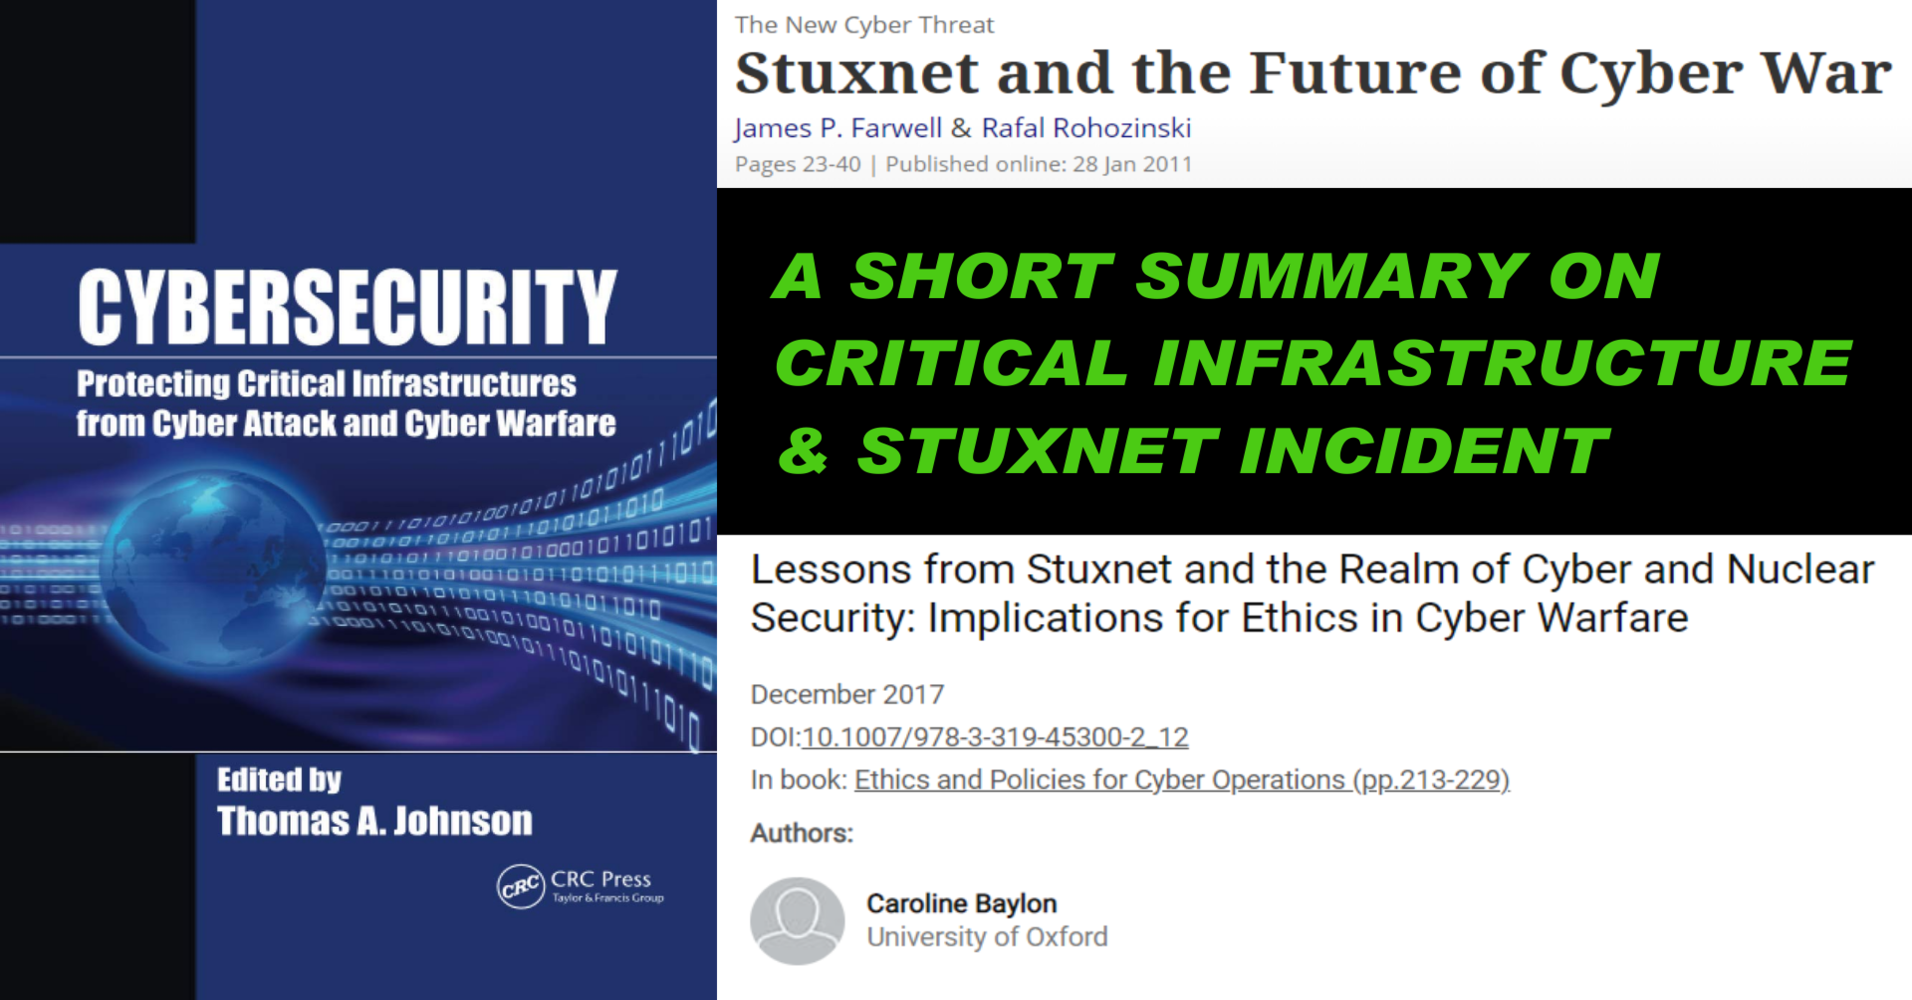 CYBERSECURITY
Protecting Critical Infrastructures
from Cyber Attack and Cyber Warfare
Edited by
Thomas A. Johnson
CRC
CRC Press
Taylor & Francis Group
The New Cyber Threat
Stuxnet and the Future of Cyber War
James P. Farwell & Rafal Rohozinski
Pages 23-40 | Published online: 28 Jan 2011
A SHORT SUMMARY ON
CRITICAL INFRASTRUCTURE
& STUXNET INCIDENT
Lessons from Stuxnet and the Realm of Cyber and Nuclear
Security: Implications for Ethics in Cyber Warfare
December 2017
DOI:10.1007/978-3-319-45300-2_12
In book: Ethics and Policies for Cyber Operations (pp.213-229)
Authors:
Caroline Baylon
University of Oxford